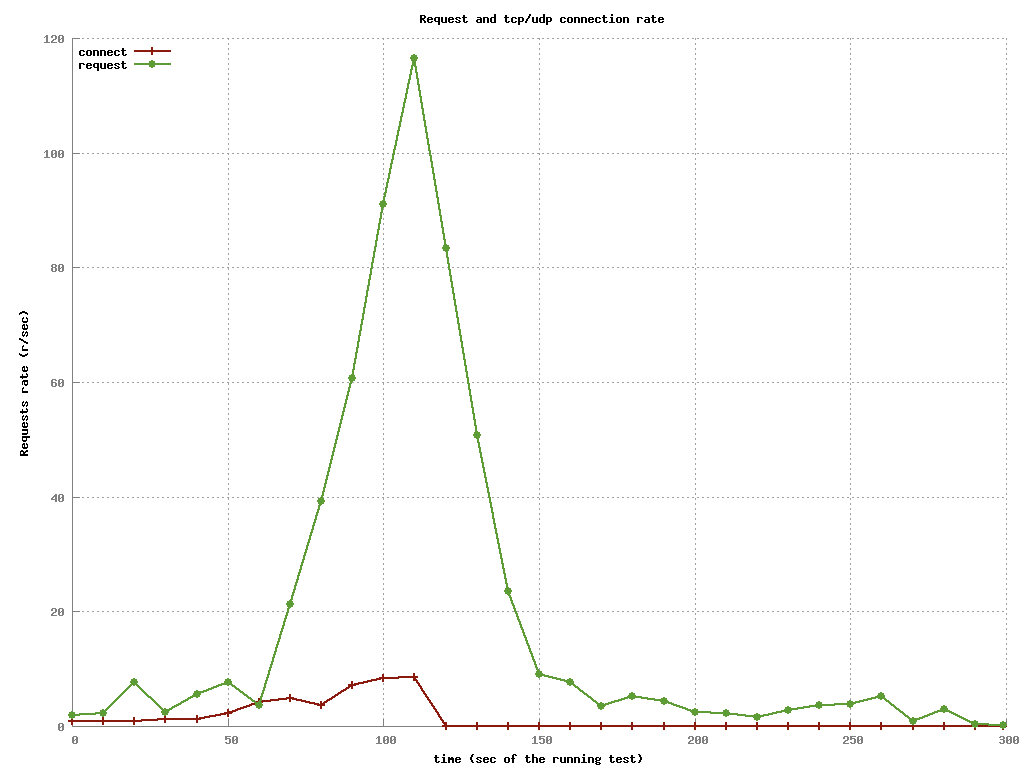 Request and tcp/udp connection rate
120
connect
request
100
80
60
40
20
0
Requests rate (r/sec)
0 50 100 150 200 250 300
time (sec of the running test)